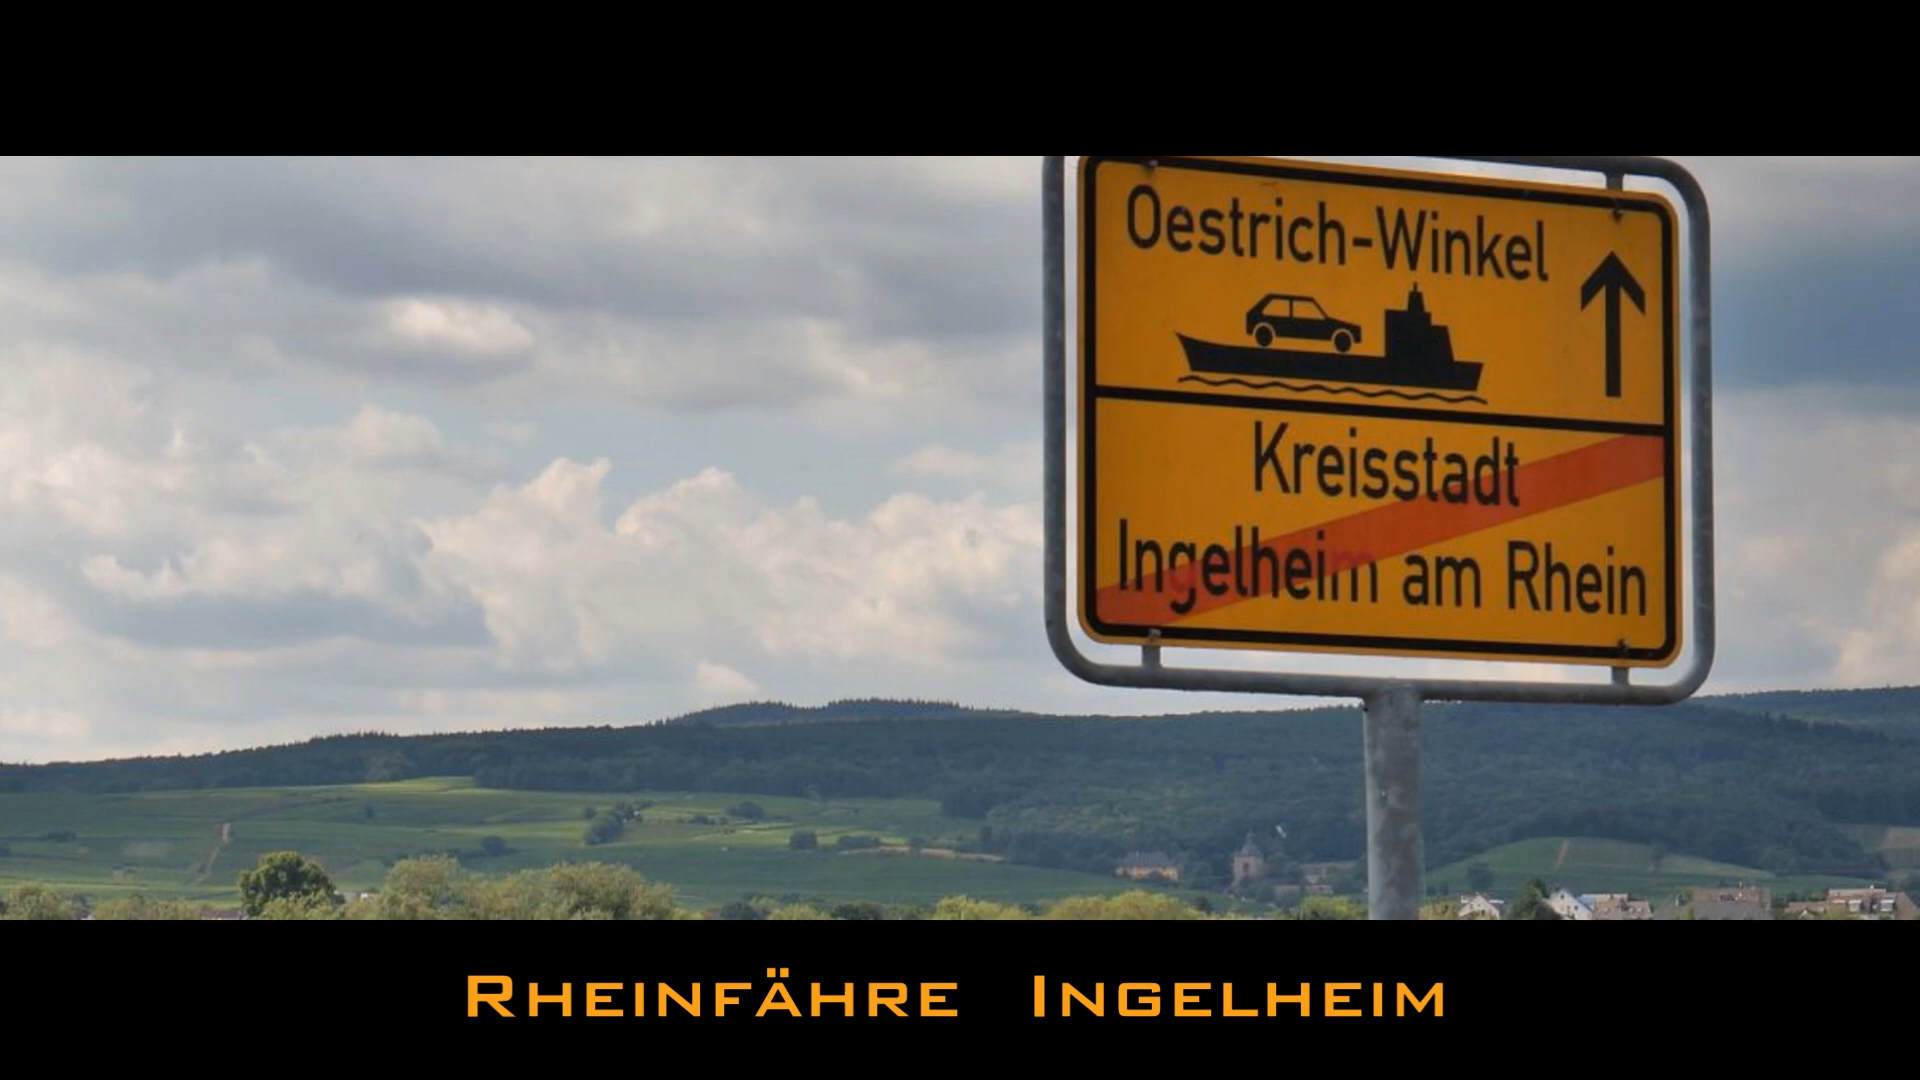 Oestrich-Winkel
Kreisstadt
Ingelheim am Rhein
Rheinfähre Ingelheim